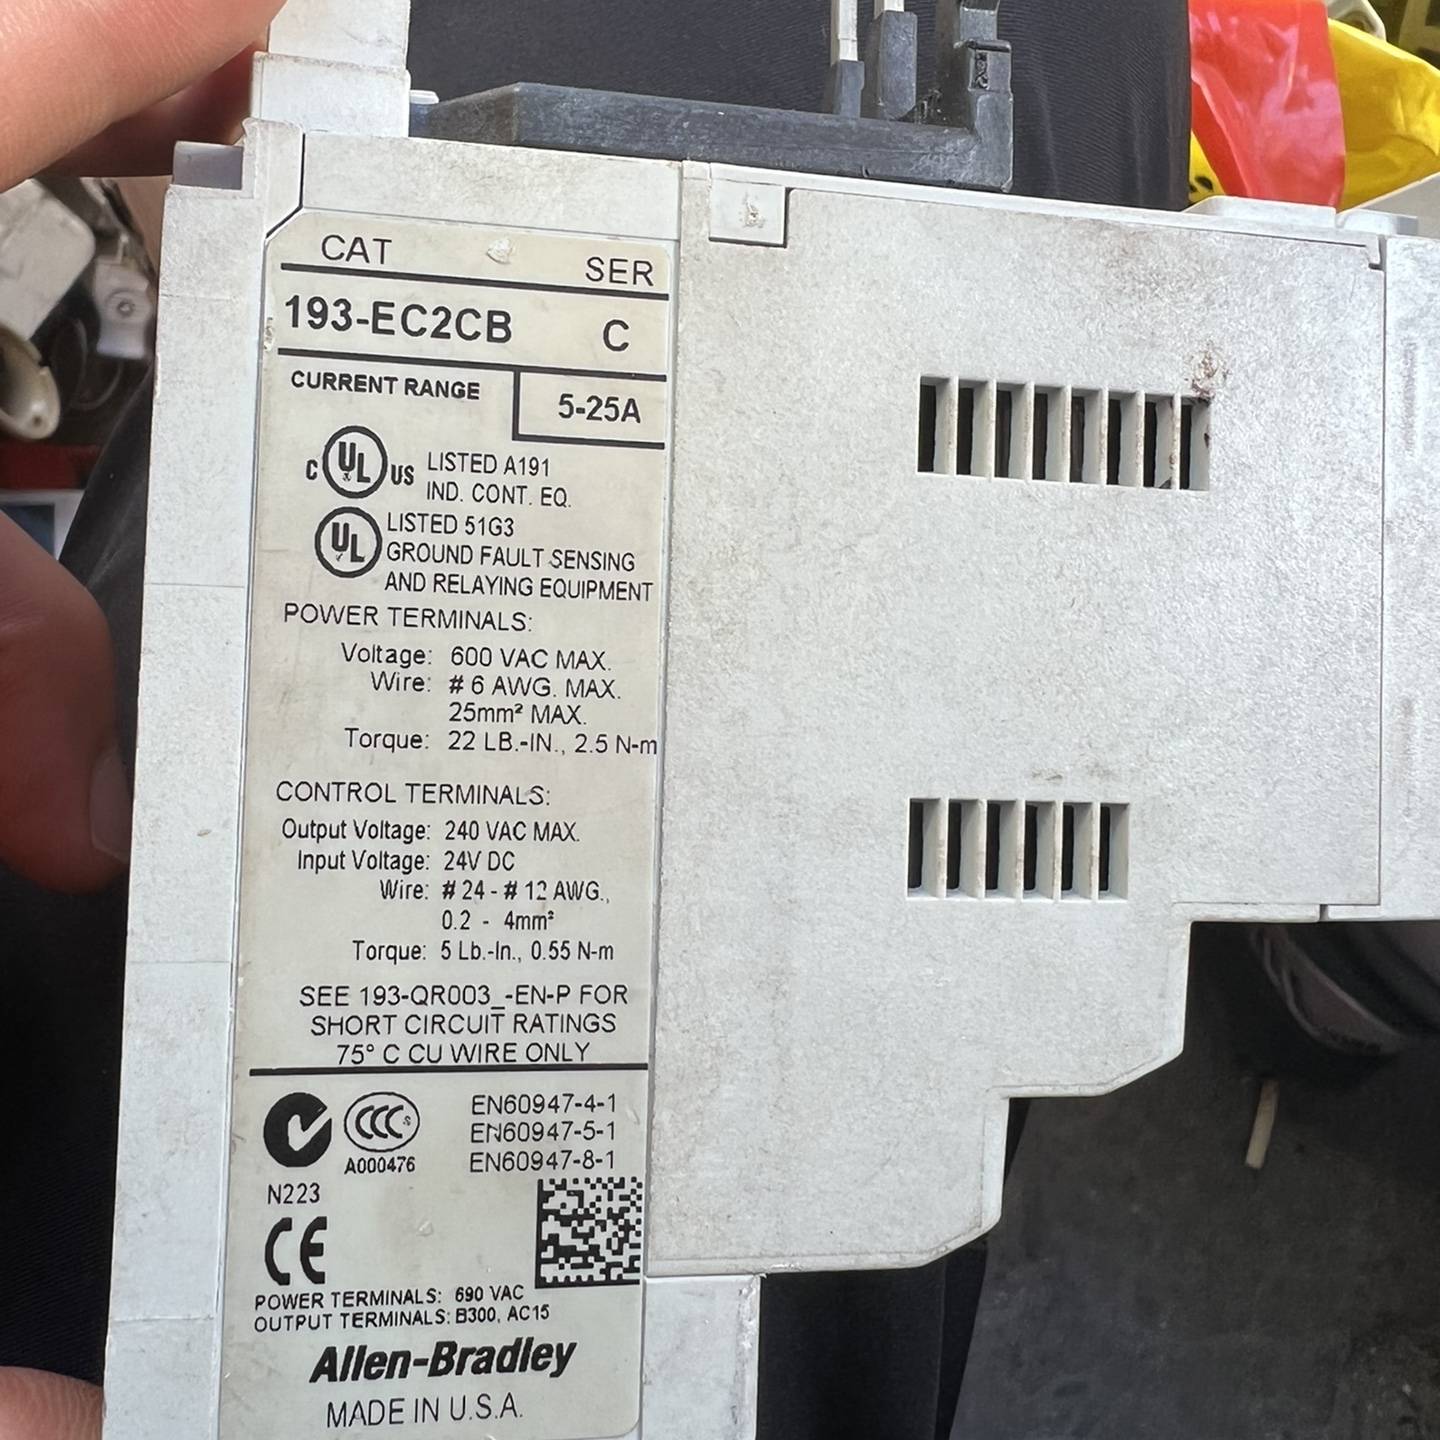 CAT SER
193-EC2CB C
CURRENT RANGE 5-25A
C UL US LISTED A191
IND. CONT. EQ.
UL LISTED 51G3
GROUND FAULT SENSING
AND RELAYING EQUIPMENT
POWER TERMINALS:
Voltage: 600 VAC MAX.
Wire: # 6 AWG. MAX.
25mm² MAX.
Torque: 22 LB.-IN., 2.5 N-m
CONTROL TERMINALS:
Output Voltage: 240 VAC MAX.
Input Voltage: 24V DC
Wire: # 24 - # 12 AWG.,
0.2 - 4mm²
Torque: 5 Lb.-In., 0.55 N-m
SEE 193-QR003_-EN-P FOR
SHORT CIRCUIT RATINGS
75° C CU WIRE ONLY
CCC S
A000476
N223
CE
EN60947-4-1
EN60947-5-1
EN60947-8-1
POWER TERMINALS: 690 VAC
OUTPUT TERMINALS: B300, AC15
Allen-Bradley
MADE IN U.S.A.